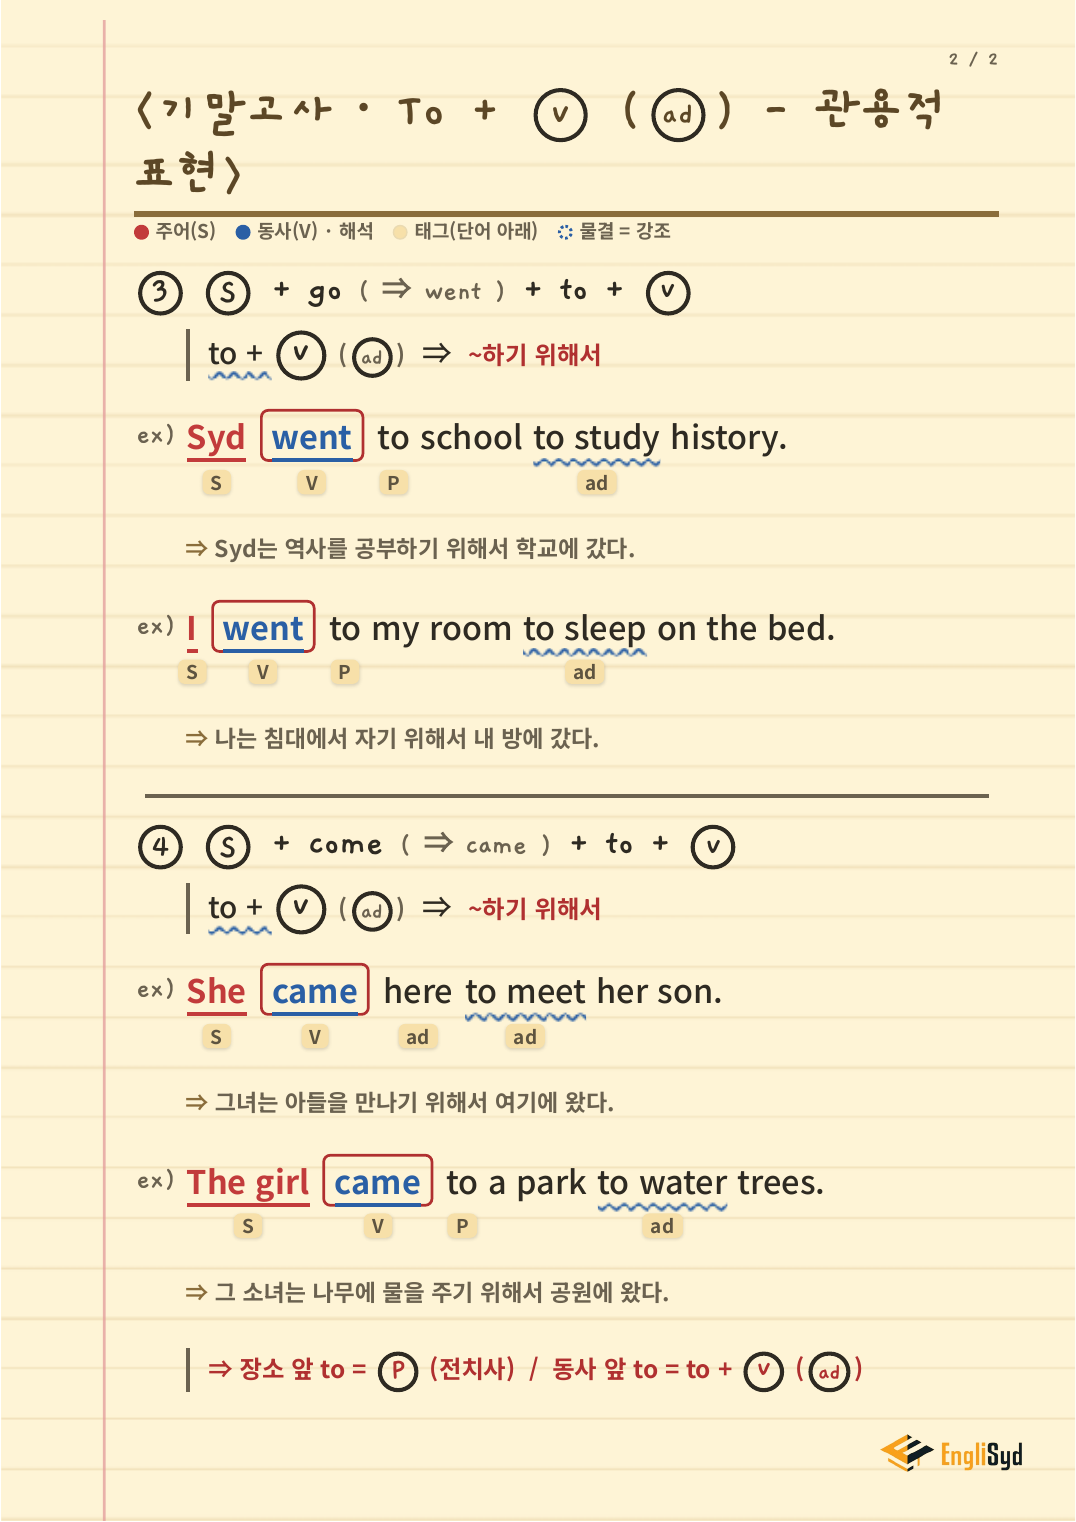 2 / 2
<기말고사 · To + ⓥ (ad) - 관용적
표현>
주어(S) 동사(V) · 해석 태그(단어 아래) 물결 = 강조
③ Ⓢ + go ( ⇒ went ) + to + ⓥ
to + ⓥ (ad) ⇒ ~하기 위해서
ex) Syd went to school to study history.
S V P ad
⇒ Syd는 역사를 공부하기 위해서 학교에 갔다.
ex) I went to my room to sleep on the bed.
S V P ad
⇒ 나는 침대에서 자기 위해서 내 방에 갔다.
④ Ⓢ + come ( ⇒ came ) + to + ⓥ
to + ⓥ (ad) ⇒ ~하기 위해서
ex) She came here to meet her son.
S V ad ad
⇒ 그녀는 아들을 만나기 위해서 여기에 왔다.
ex) The girl came to a park to water trees.
S V P ad
⇒ 그 소녀는 나무에 물을 주기 위해서 공원에 왔다.
⇒ 장소 앞 to = Ⓟ (전치사) / 동사 앞 to = to + ⓥ (ad)
EngliSyd